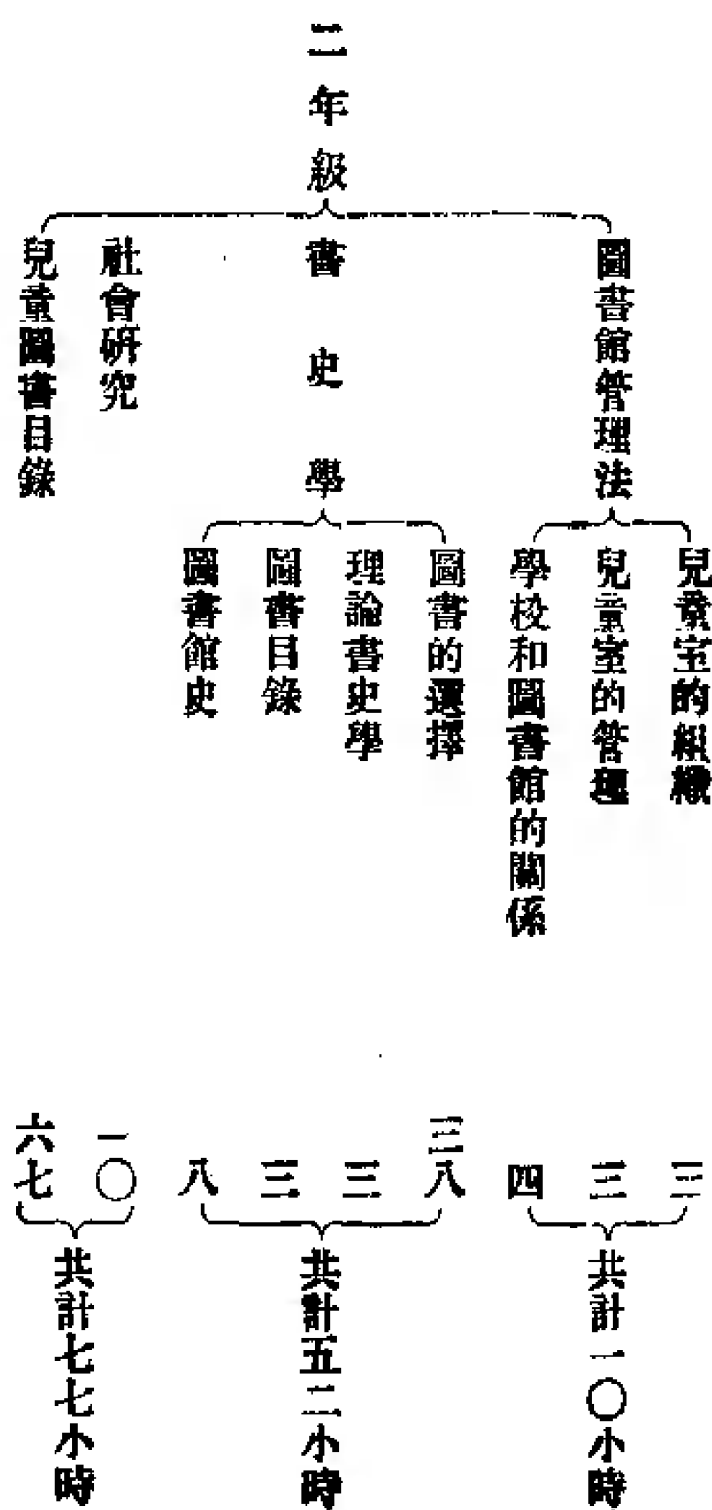 二年級
圖書館管理法
兒童室的組織 三
兒童室的管理 三
學校和圖書館的關係 四
共計一〇小時
書史學
圖書的選擇 三八
理論書史學 三
圖書目錄 三
圖書館史 八
共計五二小時
社會研究 一〇
兒童圖書目錄 六七
共計七七小時